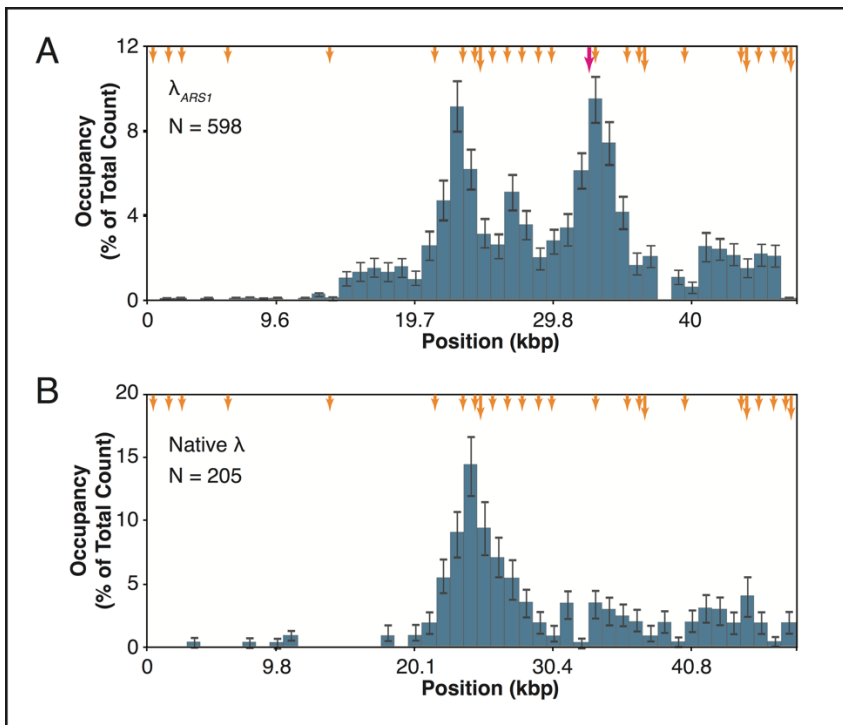 A
12
8
4
0
Occupancy
(% of Total Count)
λARS1
N = 598
0
9.6
19.7
29.8
40
Position (kbp)
B
20
15
10
5
0
Occupancy
(% of Total Count)
Native λ
N = 205
0
9.8
20.1
30.4
40.8
Position (kbp)